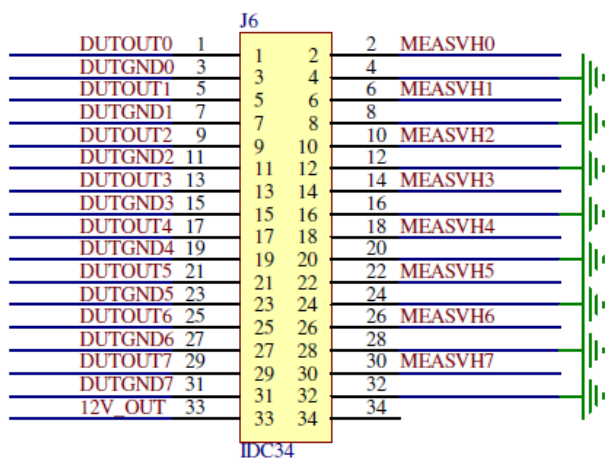 J6
DUTOUT0 1 1 2 2 MEASVH0
DUTGND0 3 3 4 4
DUTOUT1 5 5 6 6 MEASVH1
DUTGND1 7 7 8 8
DUTOUT2 9 9 10 10 MEASVH2
DUTGND2 11 11 12 12
DUTOUT3 13 13 14 14 MEASVH3
DUTGND3 15 15 16 16
DUTOUT4 17 17 18 18 MEASVH4
DUTGND4 19 19 20 20
DUTOUT5 21 21 22 22 MEASVH5
DUTGND5 23 23 24 24
DUTOUT6 25 25 26 26 MEASVH6
DUTGND6 27 27 28 28
DUTOUT7 29 29 30 30 MEASVH7
DUTGND7 31 31 32 32
12V_OUT 33 33 34 34
IDC34